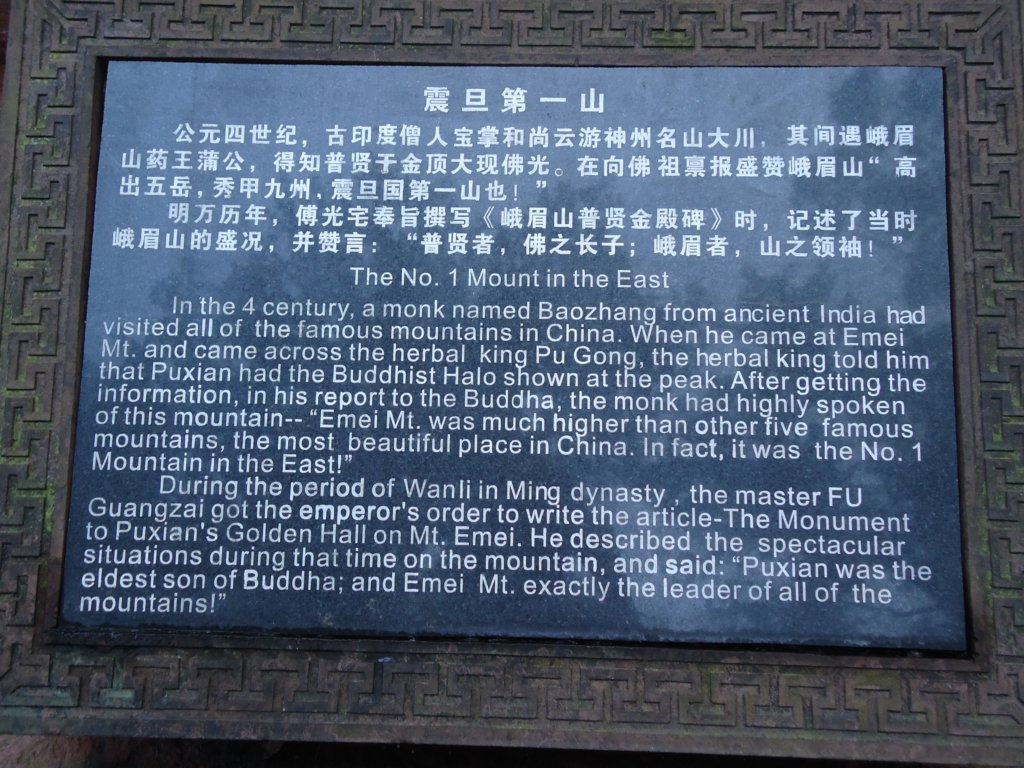 震旦第一山
公元四世纪，古印度僧人宝掌和尚云游神州名山大川，其间遇峨眉
山药王蒲公，得知普贤于金顶大现佛光。在向佛祖禀报盛赞峨眉山“高
出五岳，秀甲九州，震旦国第一山也！”
明万历年，傅光宅奉旨撰写《峨眉山普贤金殿碑》时，记述了当时
峨眉山的盛况，并赞言：“普贤者，佛之长子；峨眉者，山之领袖！”
The No. 1 Mount in the East
In the 4 century, a monk named Baozhang from ancient India had
visited all of the famous mountains in China. When he came at Emei
Mt. and came across the herbal king Pu Gong, the herbal king told him
that Puxian had the Buddhist Halo shown at the peak. After getting the
information, in his report to the Buddha, the monk had highly spoken
of this mountain-- “Emei Mt. was much higher than other five famous
mountains, the most beautiful place in China. In fact, it was the No. 1
Mountain in the East!”
During the period of Wanli in Ming dynasty , the master FU
Guangzai got the emperor's order to write the article-The Monument
to Puxian's Golden Hall on Mt. Emei. He described the spectacular
situations during that time on the mountain, and said: “Puxian was the
eldest son of Buddha; and Emei Mt. exactly the leader of all of the
mountains!”